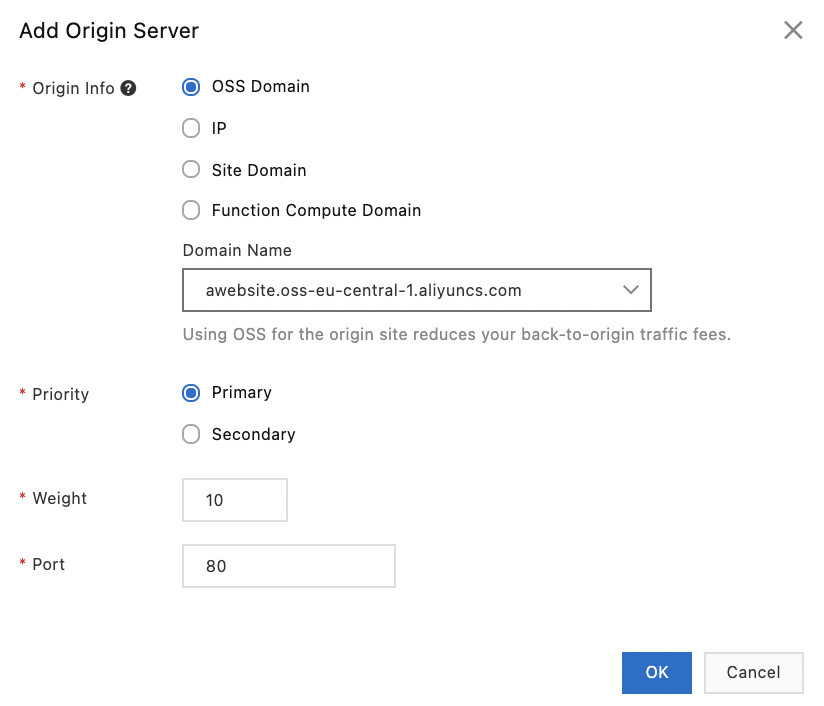 Add Origin Server
* Origin Info ?
OSS Domain
IP
Site Domain
Function Compute Domain
Domain Name
awebsite.oss-eu-central-1.aliyuncs.com
Using OSS for the origin site reduces your back-to-origin traffic fees.
* Priority
Primary
Secondary
* Weight
10
* Port
80
OK
Cancel